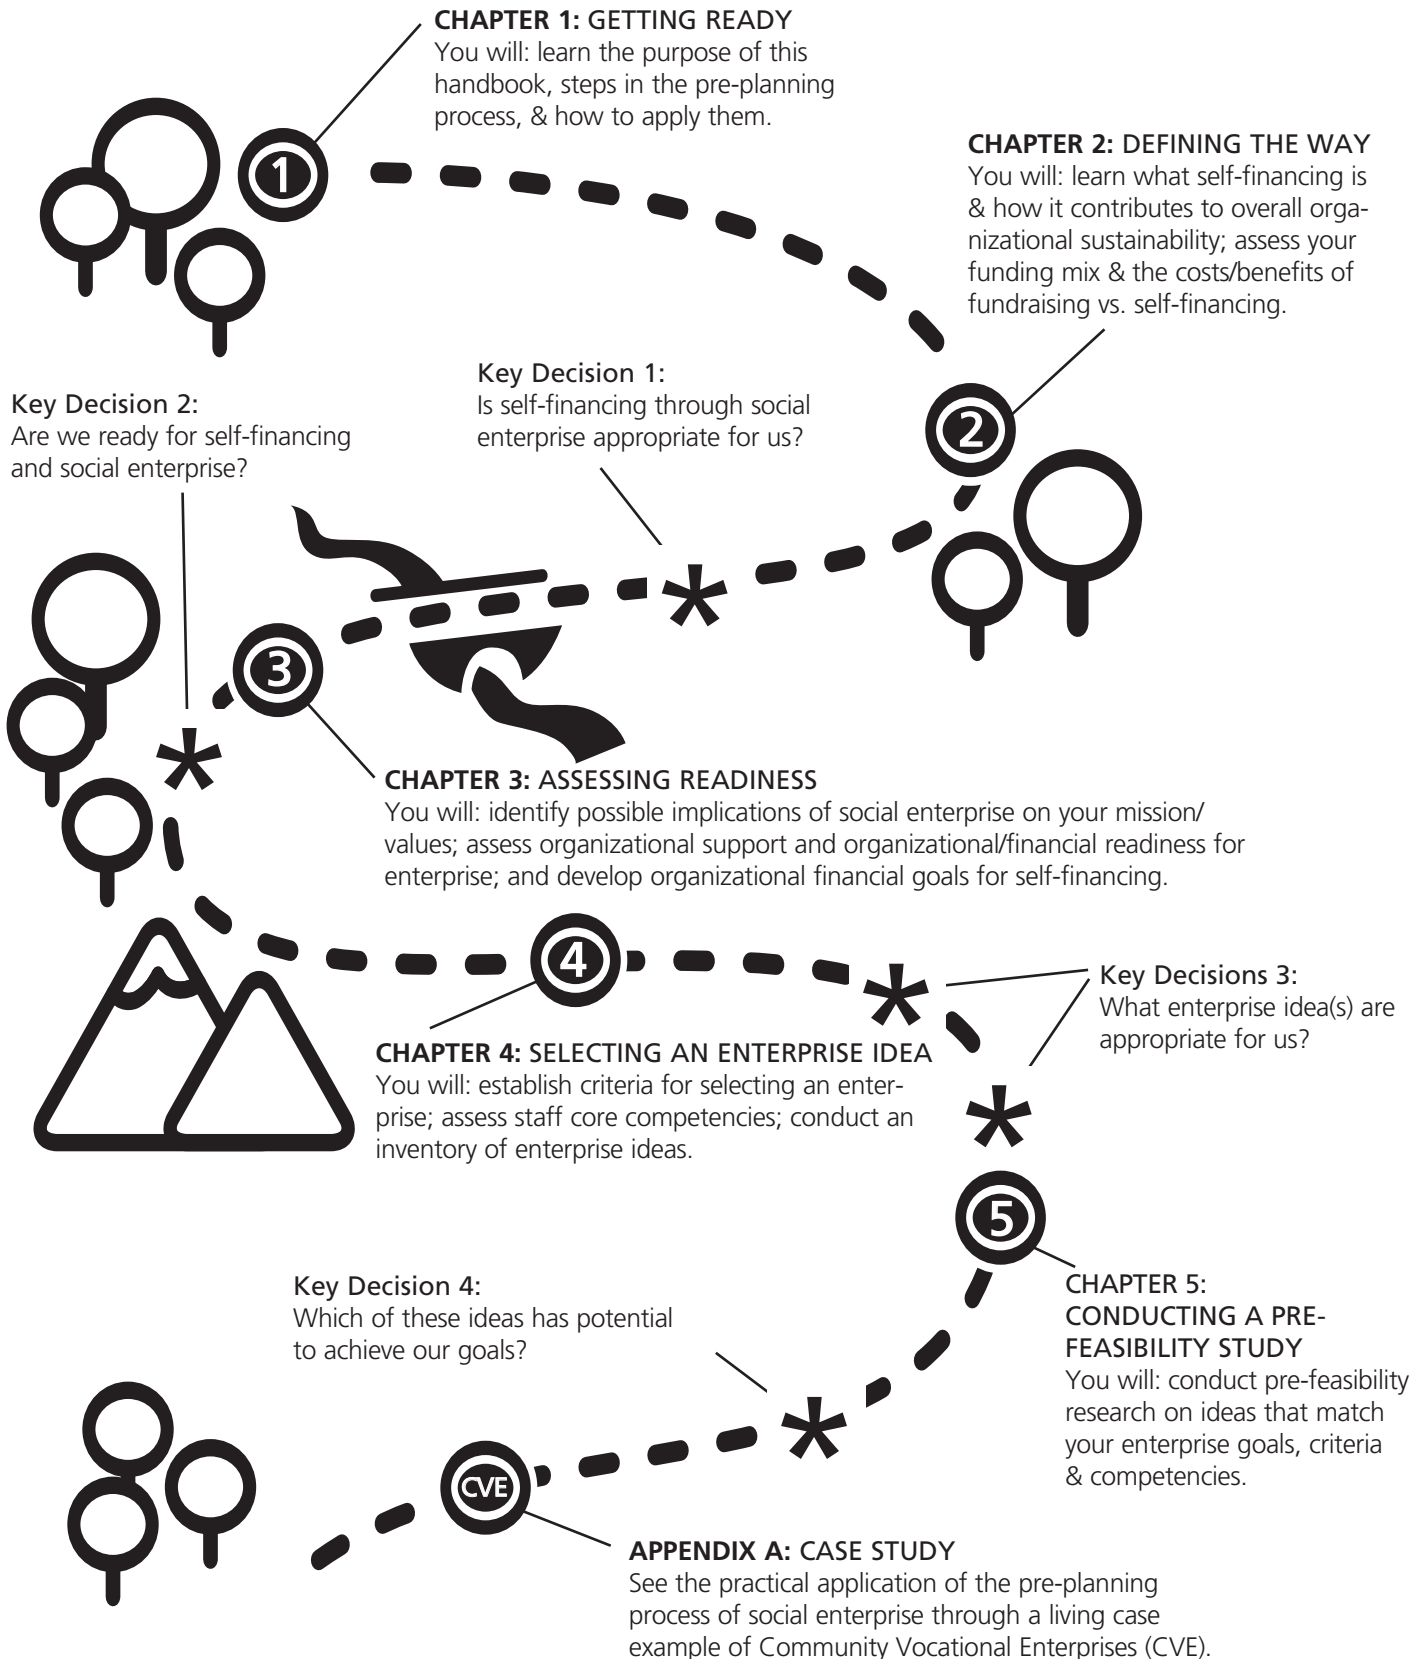 CHAPTER 1: GETTING READY
You will: learn the purpose of this
handbook, steps in the pre-planning
process, & how to apply them.
1
CHAPTER 2: DEFINING THE WAY
You will: learn what self-financing is
& how it contributes to overall orga-
nizational sustainability; assess your
funding mix & the costs/benefits of
fundraising vs. self-financing.
2
Key Decision 1:
Is self-financing through social
enterprise appropriate for us?
*
Key Decision 2:
Are we ready for self-financing
and social enterprise?
3
*
CHAPTER 3: ASSESSING READINESS
You will: identify possible implications of social enterprise on your mission/
values; assess organizational support and organizational/financial readiness for
enterprise; and develop organizational financial goals for self-financing.
4
*
Key Decisions 3:
What enterprise idea(s) are
appropriate for us?
CHAPTER 4: SELECTING AN ENTERPRISE IDEA
You will: establish criteria for selecting an enter-
prise; assess staff core competencies; conduct an
inventory of enterprise ideas.
*
5
CHAPTER 5:
CONDUCTING A PRE-
FEASIBILITY STUDY
You will: conduct pre-feasibility
research on ideas that match
your enterprise goals, criteria
& competencies.
Key Decision 4:
Which of these ideas has potential
to achieve our goals?
*
CVE
APPENDIX A: CASE STUDY
See the practical application of the pre-planning
process of social enterprise through a living case
example of Community Vocational Enterprises (CVE).